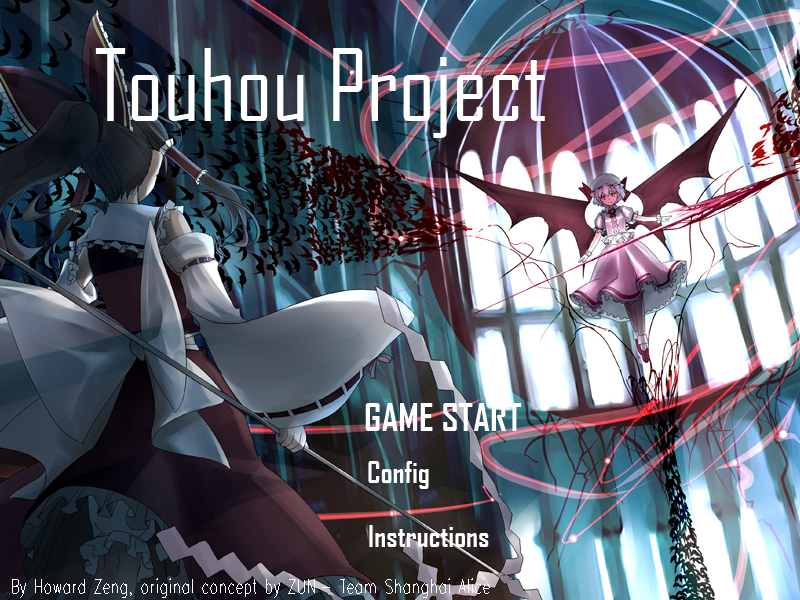 Touhou Project
GAME START
Config
Instructions
By Howard Zeng, original concept by ZUN - Team Shanghai Alice